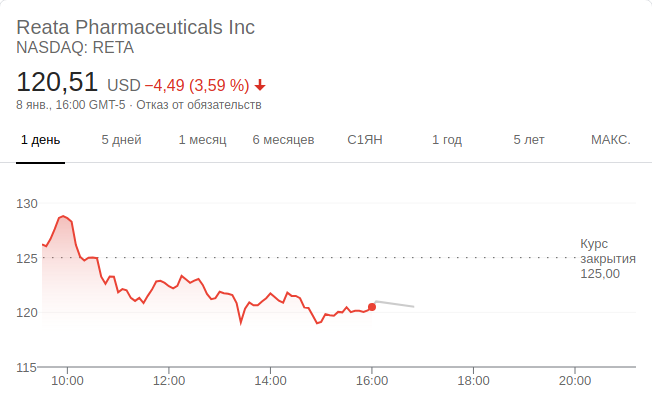 Reata Pharmaceuticals Inc
NASDAQ: RETA
120,51 USD −4,49 (3,59 %)
8 янв., 16:00 GMT-5 · Отказ от обязательств
1 день 5 дней 1 месяц 6 месяцев С1ЯН 1 год 5 лет МАКС.
130
Курс
закрытия
125,00
125
120
115
10:00 12:00 14:00 16:00 18:00 20:00